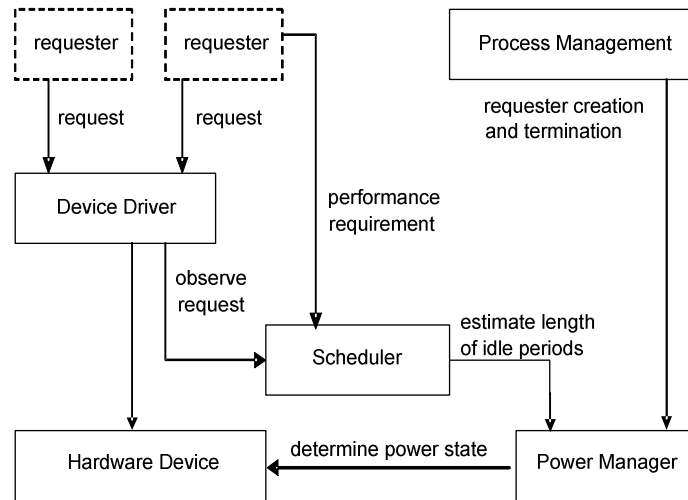 requester
requester
Process Management
request
request
requester creation
and termination
Device Driver
performance
requirement
observe
request
Scheduler
estimate length
of idle periods
Hardware Device
determine power state
Power Manager